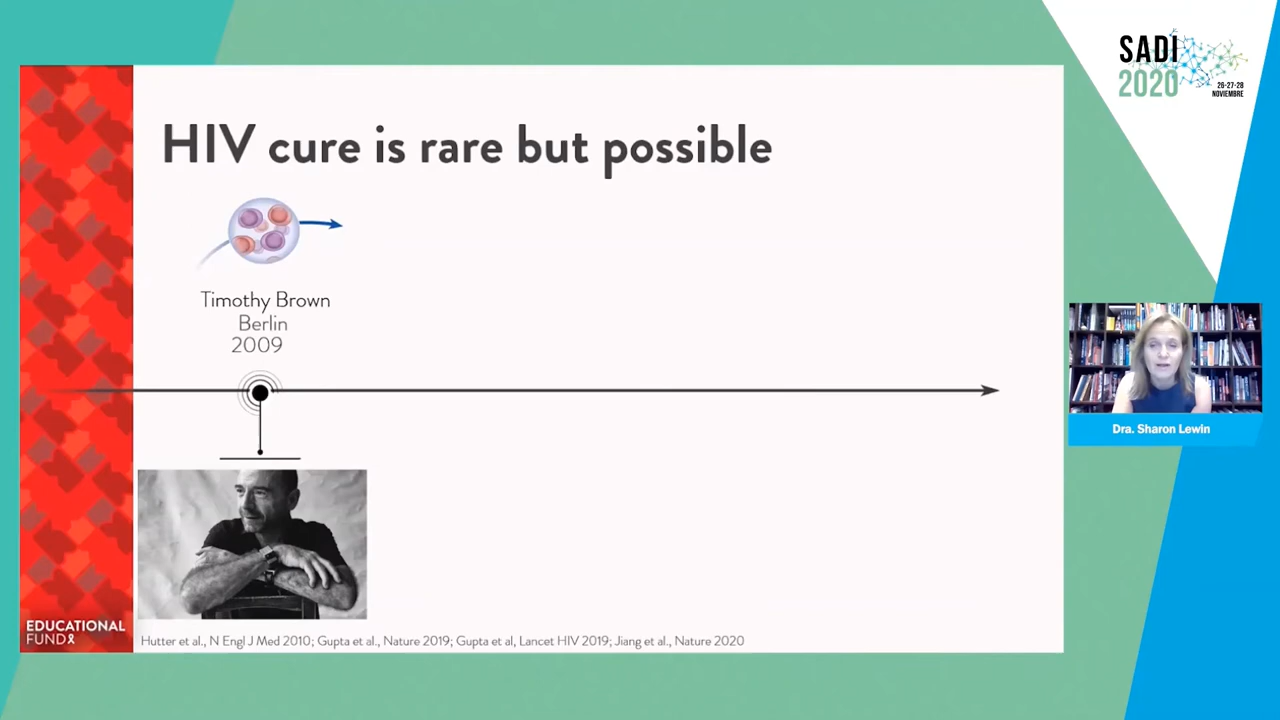 SADI
2020
26-27-28
NOVIEMBRE
HIV cure is rare but possible
Timothy Brown
Berlin
2009
Dra. Sharon Lewin
EDUCATIONAL
FUND
Hutter et al., N Engl J Med 2010; Gupta et al., Nature 2019; Gupta et al, Lancet HIV 2019; Jiang et al., Nature 2020